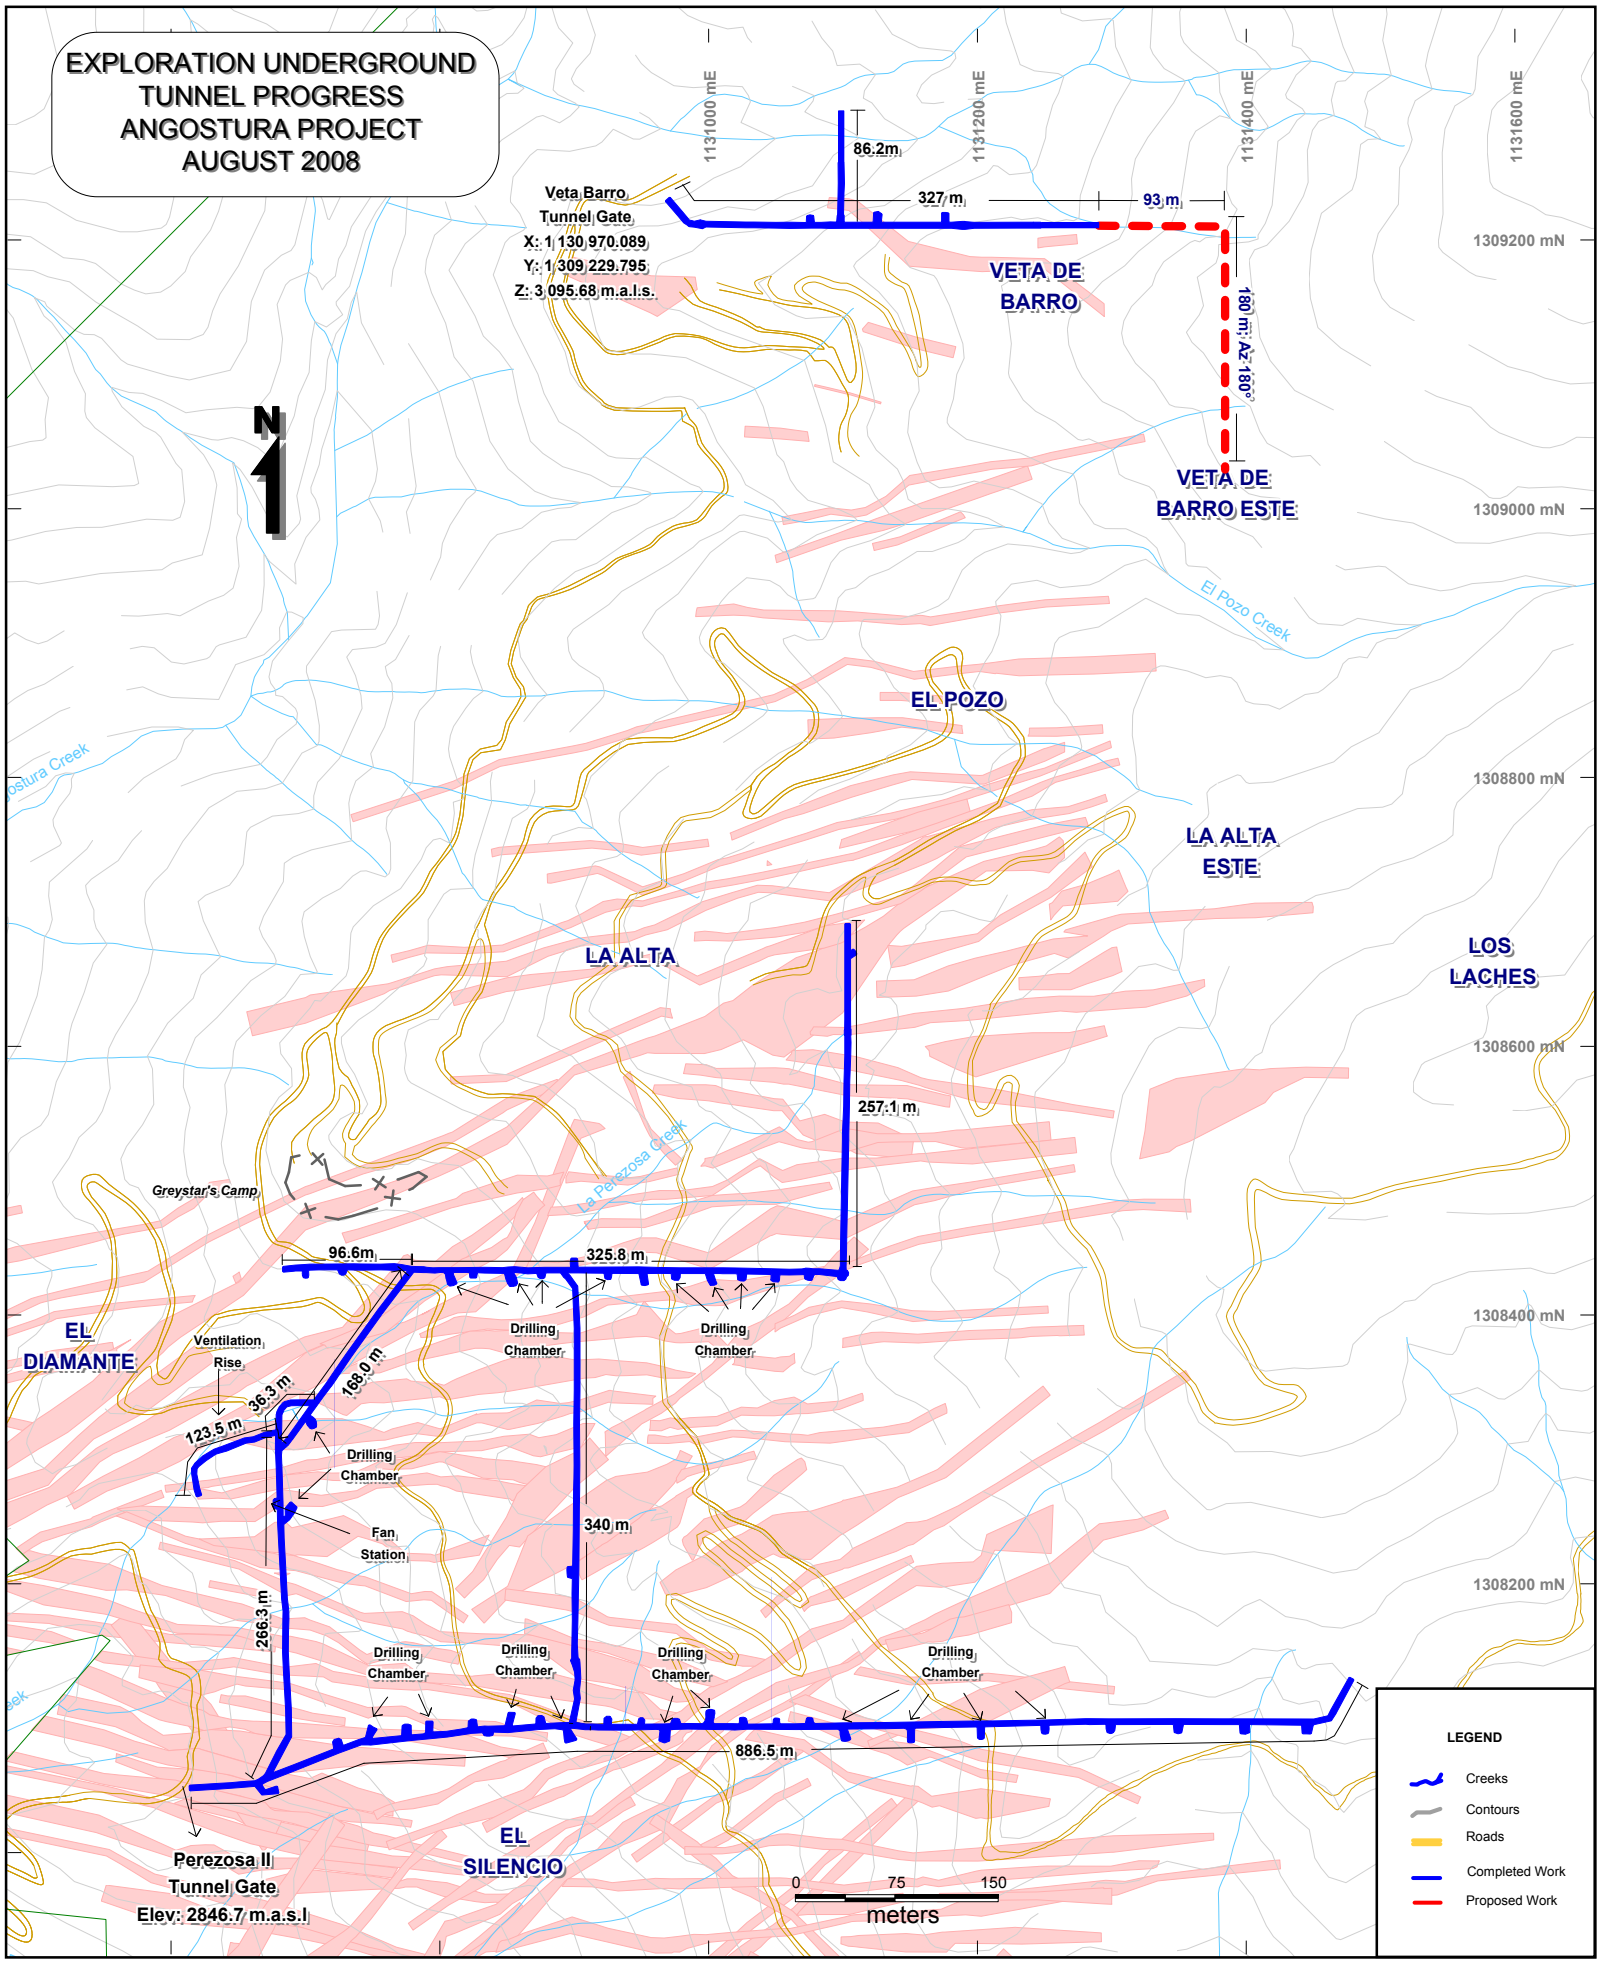 EXPLORATION UNDERGROUND
TUNNEL PROGRESS
ANGOSTURA PROJECT
AUGUST 2008
1131000 mE
1131200 mE
1131400 mE
1131600 mE
86.2m
327 m
93 m
Veta Barro
Tunnel Gate
X: 1 130 970.089
Y: 1 309 229.795
Z: 3 095.68 m.a.l.s.
1309200 mN
VETA DE
BARRO
180 m; Az 180°
N
VETA DE
BARRO ESTE
1309000 mN
El Pozo Creek
EL POZO
ostura Creek
1308800 mN
LA ALTA
ESTE
LA ALTA
LOS
LACHES
1308600 mN
257.1 m
La Perezosa Creek
Greystar's Camp
96.6m
325.8 m
1308400 mN
EL
DIAMANTE
Ventilation
Rise
Drilling
Chamber
Drilling
Chamber
168.0 m
36.3 m
123.5 m
Drilling
Chamber
Fan
Station
340 m
1308200 mN
266.3 m
Drilling
Chamber
Drilling
Chamber
Drilling
Chamber
Drilling
Chamber
eek
886.5 m
EL
SILENCIO
Perezosa II
Tunnel Gate
Elev: 2846.7 m.a.s.l
0 75 150
meters
LEGEND
Creeks
Contours
Roads
Completed Work
Proposed Work